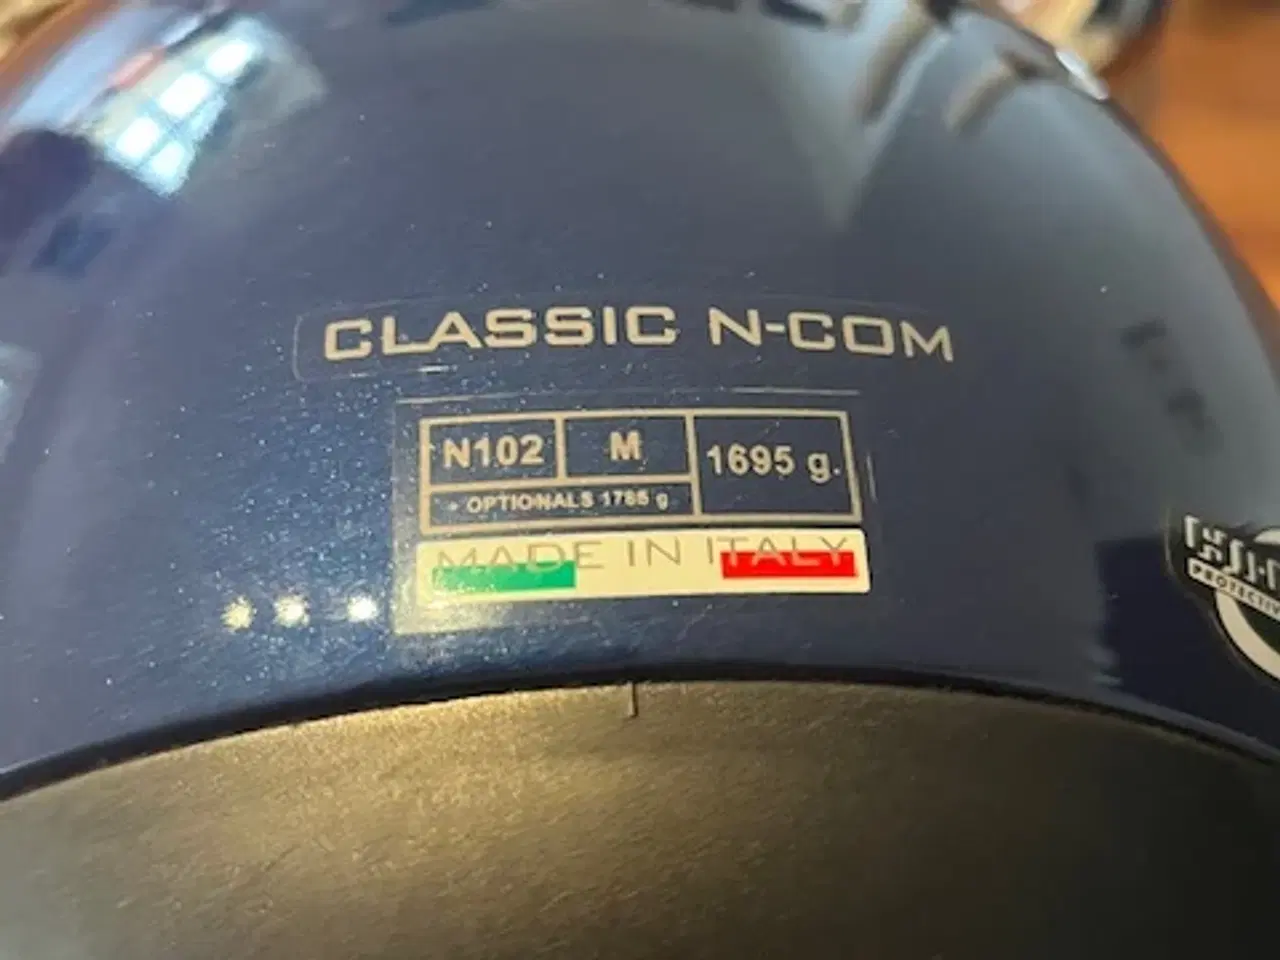 CLASSIC N-COM
N102 M 1695 g.
+ OPTIONALS 1785 g
MADE IN ITALY